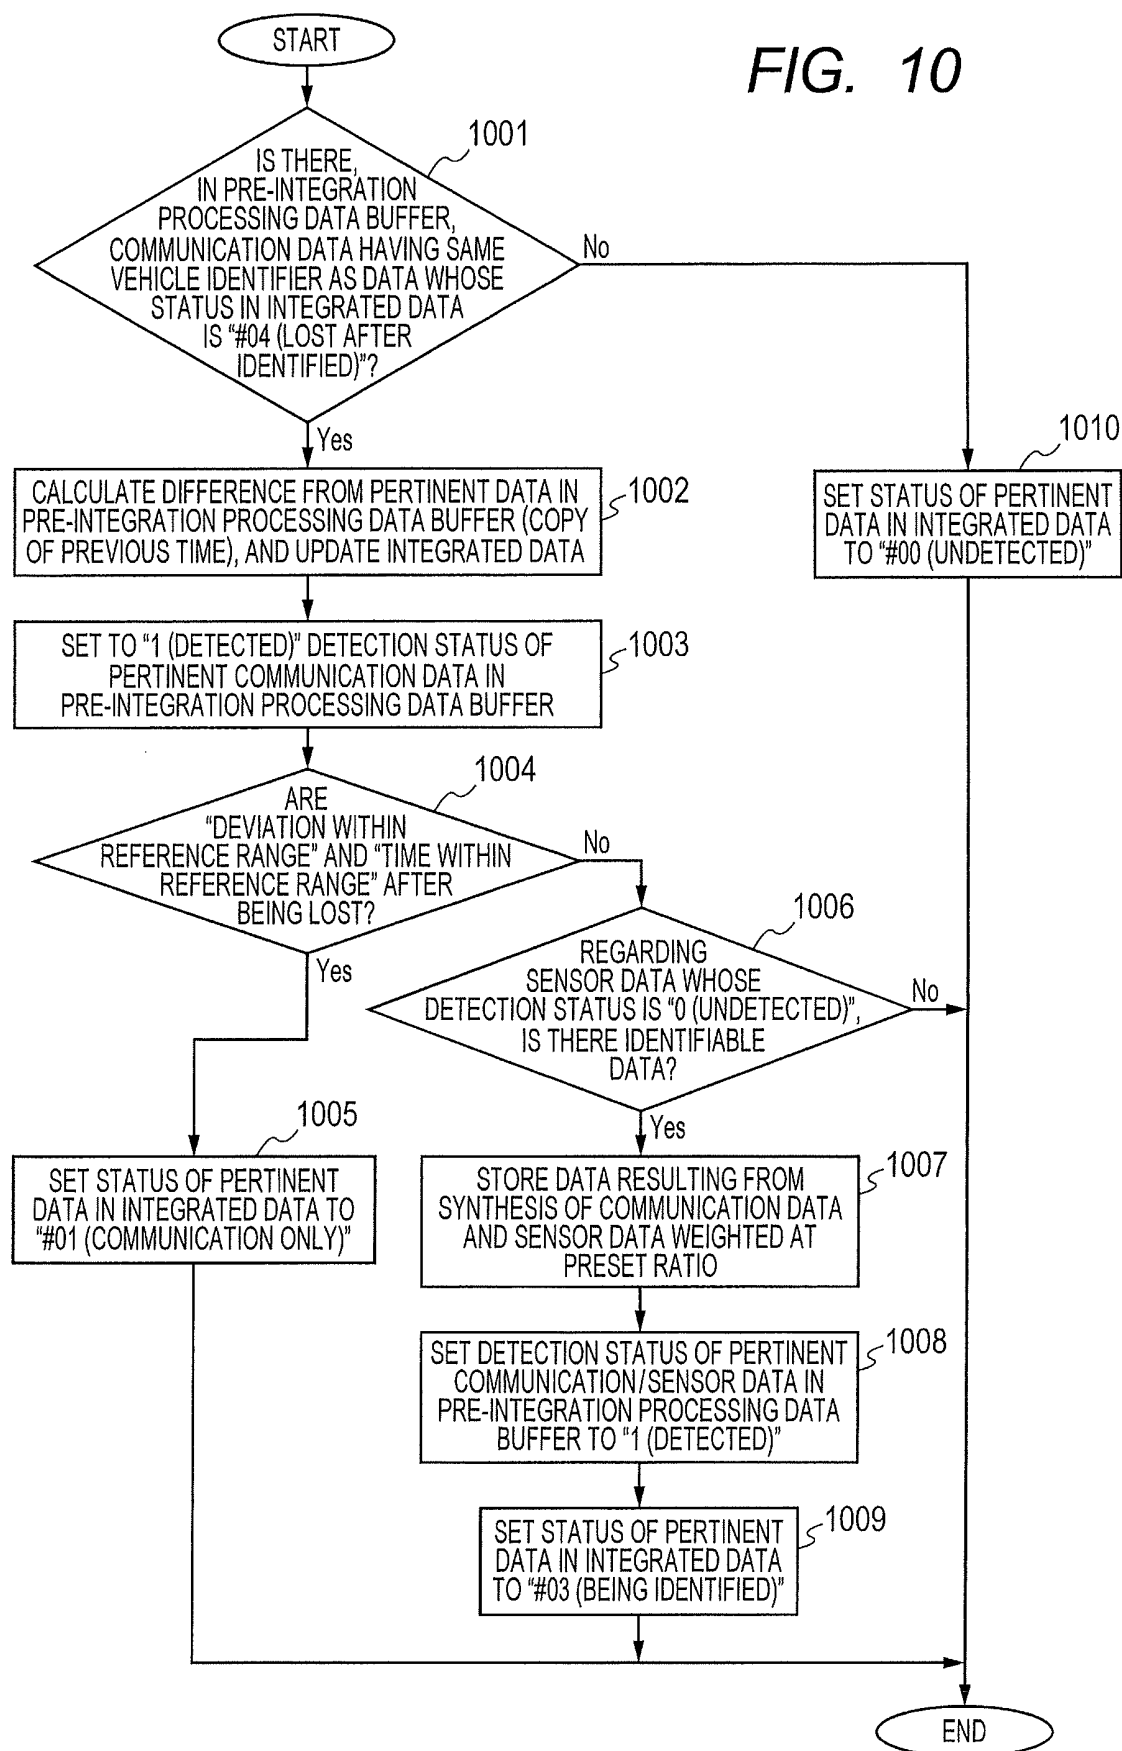 START
FIG. 10
1001
IS THERE,
IN PRE-INTEGRATION
PROCESSING DATA BUFFER,
COMMUNICATION DATA HAVING SAME
VEHICLE IDENTIFIER AS DATA WHOSE
STATUS IN INTEGRATED DATA
IS “#04 (LOST AFTER
IDENTIFIED)”?
No
Yes
1002
CALCULATE DIFFERENCE FROM PERTINENT DATA IN
PRE-INTEGRATION PROCESSING DATA BUFFER (COPY
OF PREVIOUS TIME), AND UPDATE INTEGRATED DATA
1010
SET STATUS OF PERTINENT
DATA IN INTEGRATED DATA
TO “#00 (UNDETECTED)”
1003
SET TO “1 (DETECTED)” DETECTION STATUS OF
PERTINENT COMMUNICATION DATA IN
PRE-INTEGRATION PROCESSING DATA BUFFER
1004
ARE
“DEVIATION WITHIN
REFERENCE RANGE” AND “TIME WITHIN
REFERENCE RANGE” AFTER
BEING LOST?
No
Yes
1006
REGARDING
SENSOR DATA WHOSE
DETECTION STATUS IS “0 (UNDETECTED)”,
IS THERE IDENTIFIABLE
DATA?
No
Yes
1005
SET STATUS OF PERTINENT
DATA IN INTEGRATED DATA TO
“#01 (COMMUNICATION ONLY)”
1007
STORE DATA RESULTING FROM
SYNTHESIS OF COMMUNICATION DATA
AND SENSOR DATA WEIGHTED AT
PRESET RATIO
1008
SET DETECTION STATUS OF PERTINENT
COMMUNICATION/SENSOR DATA IN
PRE-INTEGRATION PROCESSING DATA
BUFFER TO “1 (DETECTED)”
1009
SET STATUS OF PERTINENT
DATA IN INTEGRATED DATA
TO “#03 (BEING IDENTIFIED)”
END